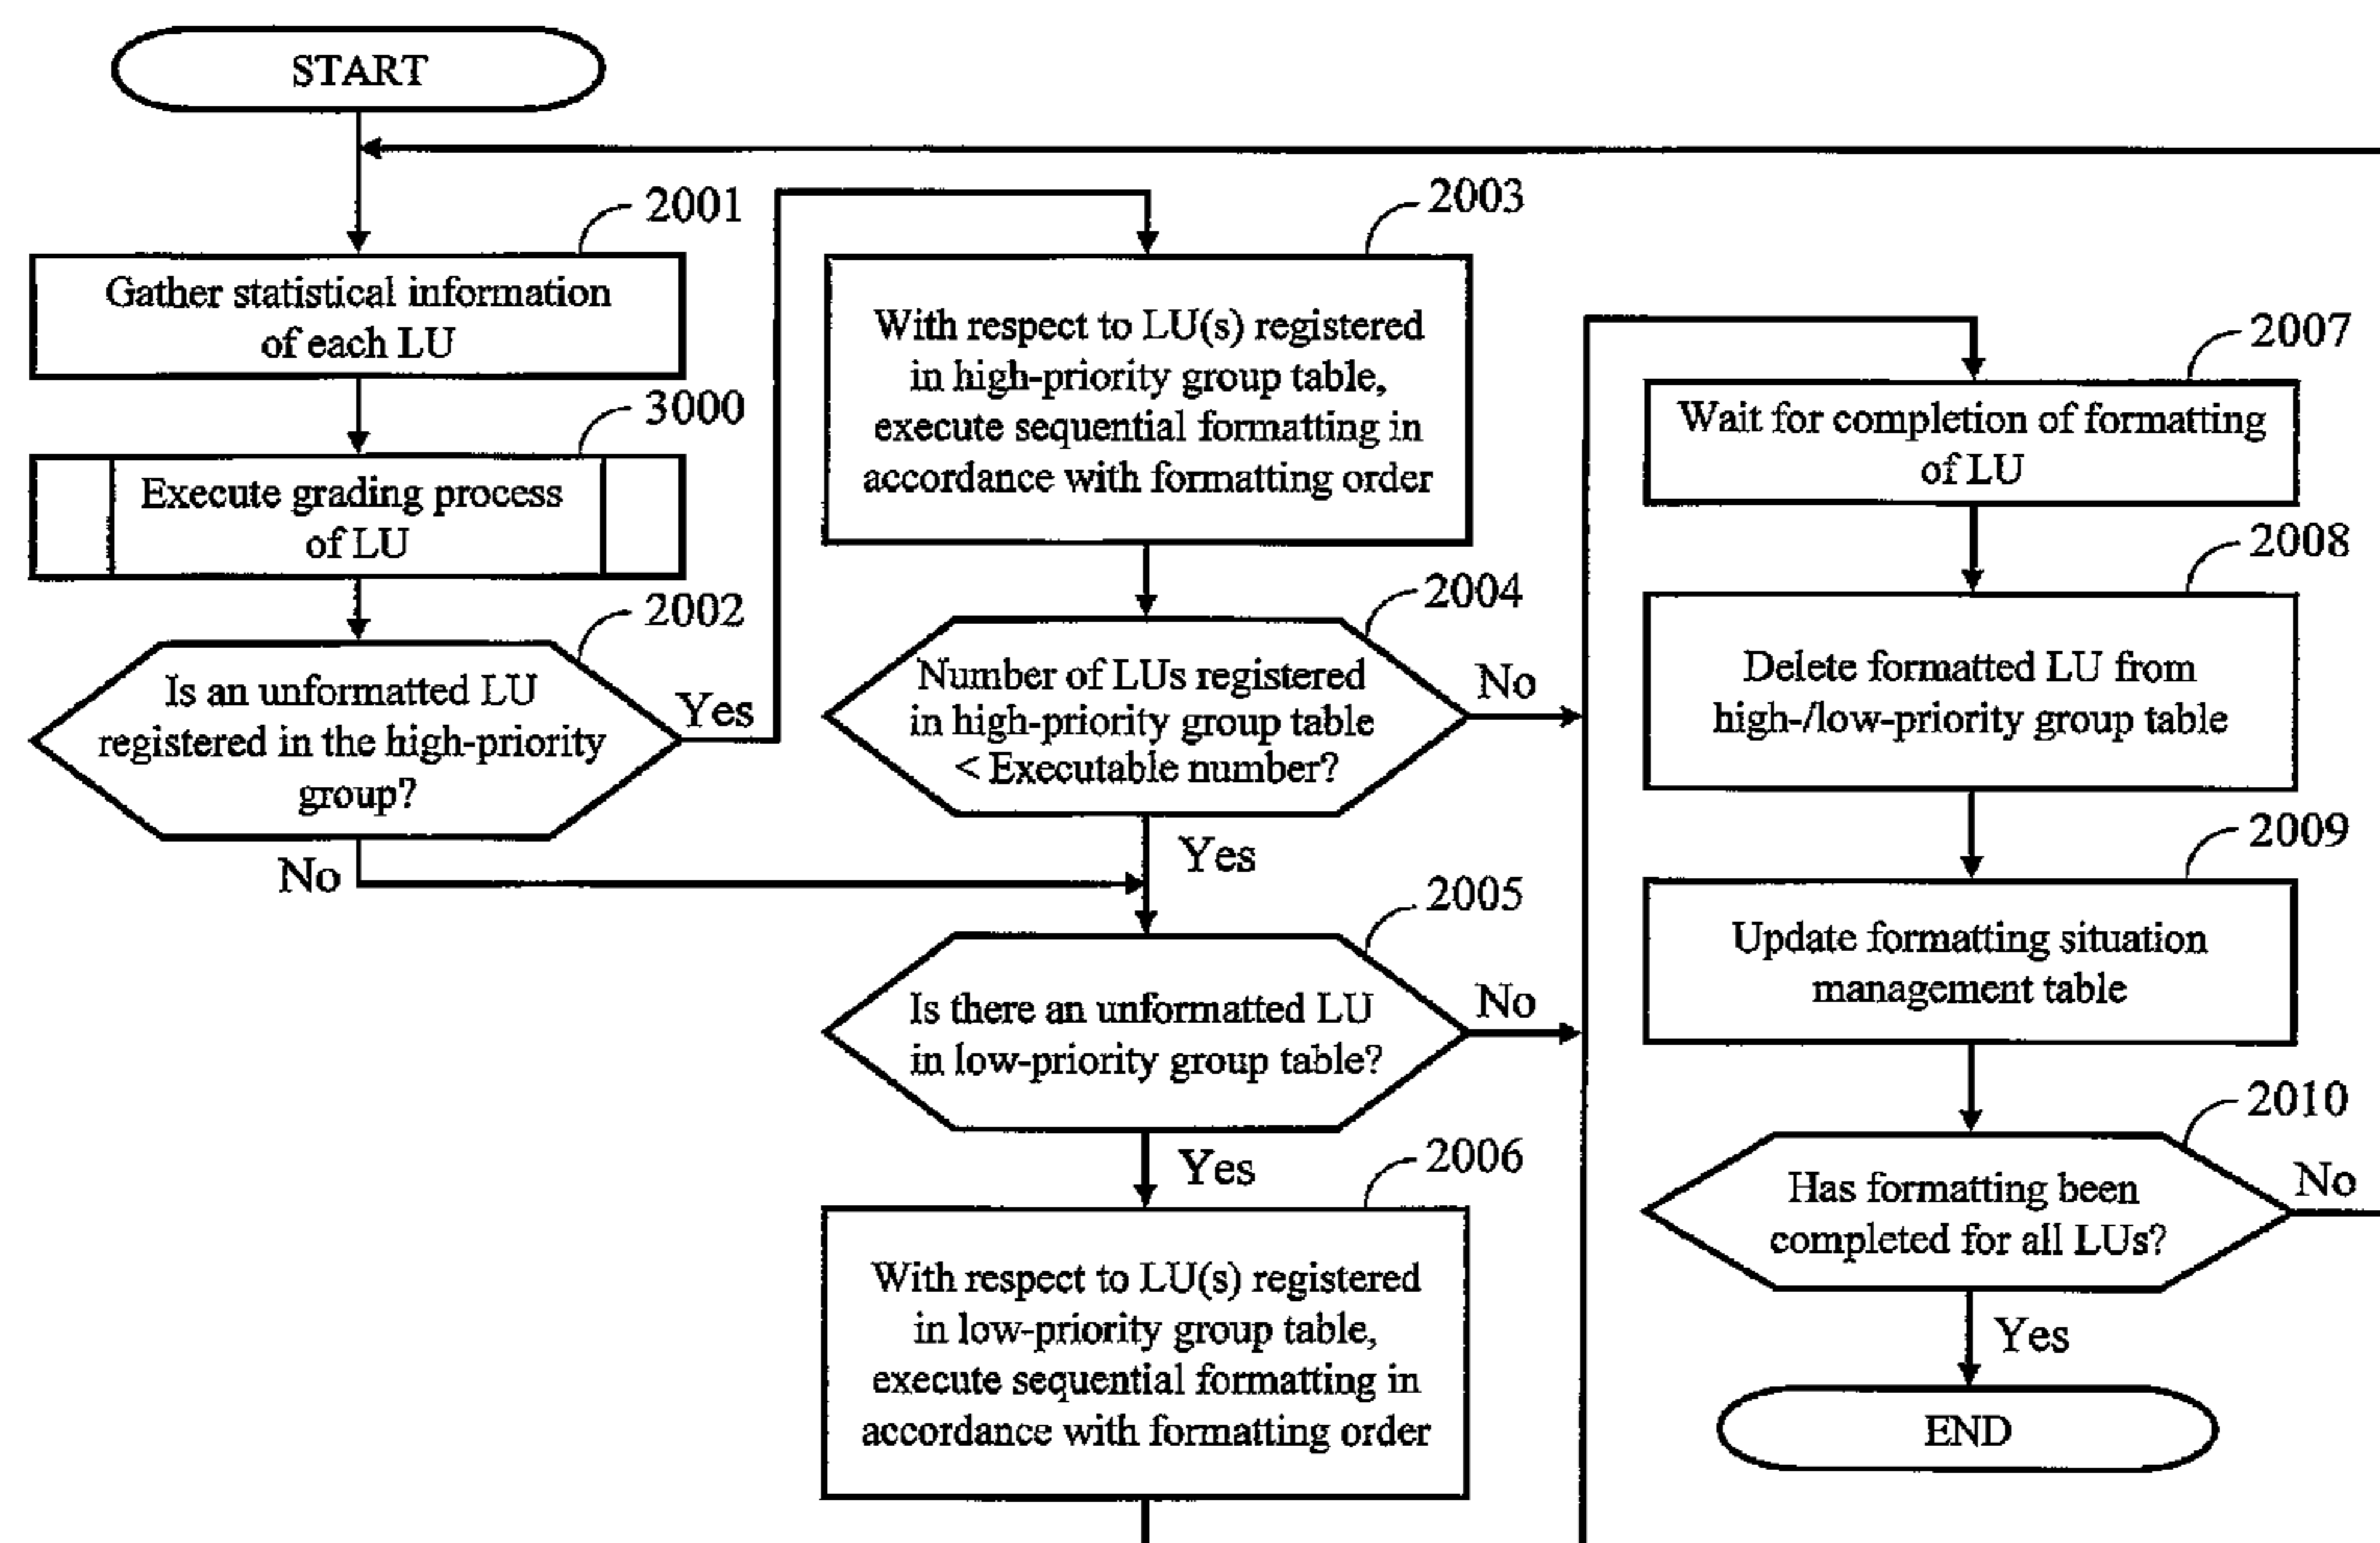 START
2001
Gather statistical information
of each LU
3000
Execute grading process
of LU
2002
Is an unformatted LU
registered in the high-priority
group?
Yes
No
2003
With respect to LU(s) registered
in high-priority group table,
execute sequential formatting in
accordance with formatting order
2004
Number of LUs registered
in high-priority group table
< Executable number?
No
Yes
2005
Is there an unformatted LU
in low-priority group table?
No
Yes
2006
With respect to LU(s) registered
in low-priority group table,
execute sequential formatting in
accordance with formatting order
2007
Wait for completion of formatting
of LU
2008
Delete formatted LU from
high-/low-priority group table
2009
Update formatting situation
management table
2010
Has formatting been
completed for all LUs?
No
Yes
END